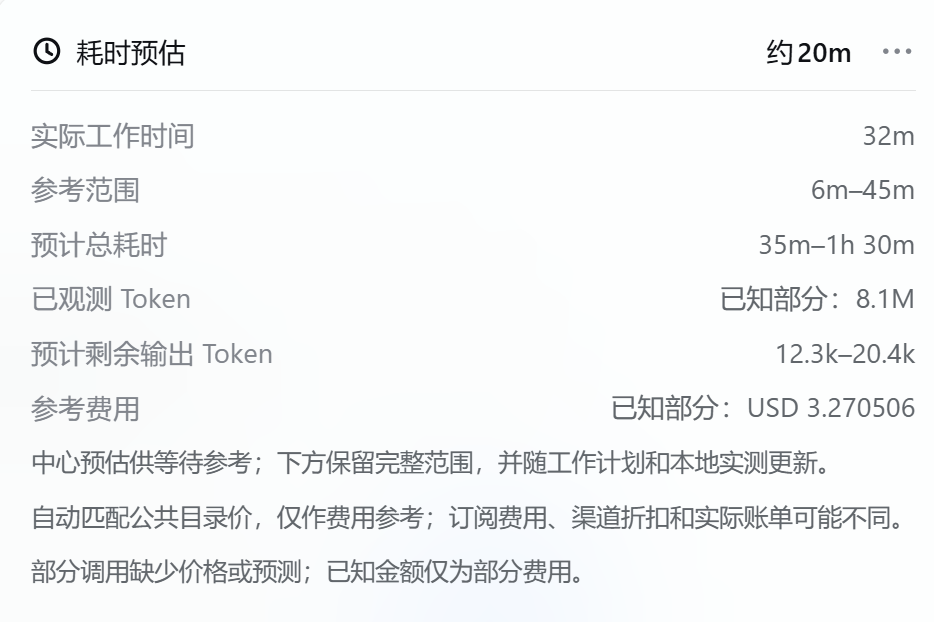 耗时预估 约20m ···
实际工作时间 32m
参考范围 6m–45m
预计总耗时 35m–1h 30m
已观测 Token 已知部分：8.1M
预计剩余输出 Token 12.3k–20.4k
参考费用 已知部分：USD 3.270506
中心预估供等待参考；下方保留完整范围，并随工作计划和本地实测更新。
自动匹配公共目录价，仅作费用参考；订阅费用、渠道折扣和实际账单可能不同。
部分调用缺少价格或预测；已知金额仅为部分费用。